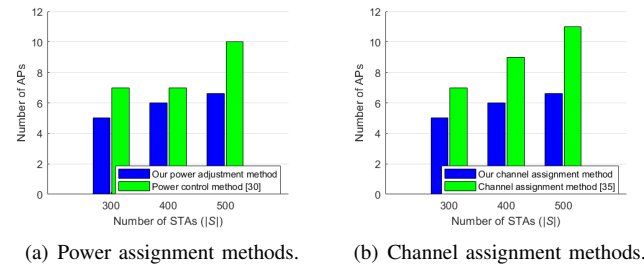 12
10
8
6
4
2
0
Number of APs
300
400
500
Number of STAs (|S|)
Our power adjustment method
Power control method [30]
(a) Power assignment methods.
12
10
8
6
4
2
0
Number of APs
300
400
500
Number of STAs (|S|)
Our channel assignment method
Channel assignment method [35]
(b) Channel assignment methods.